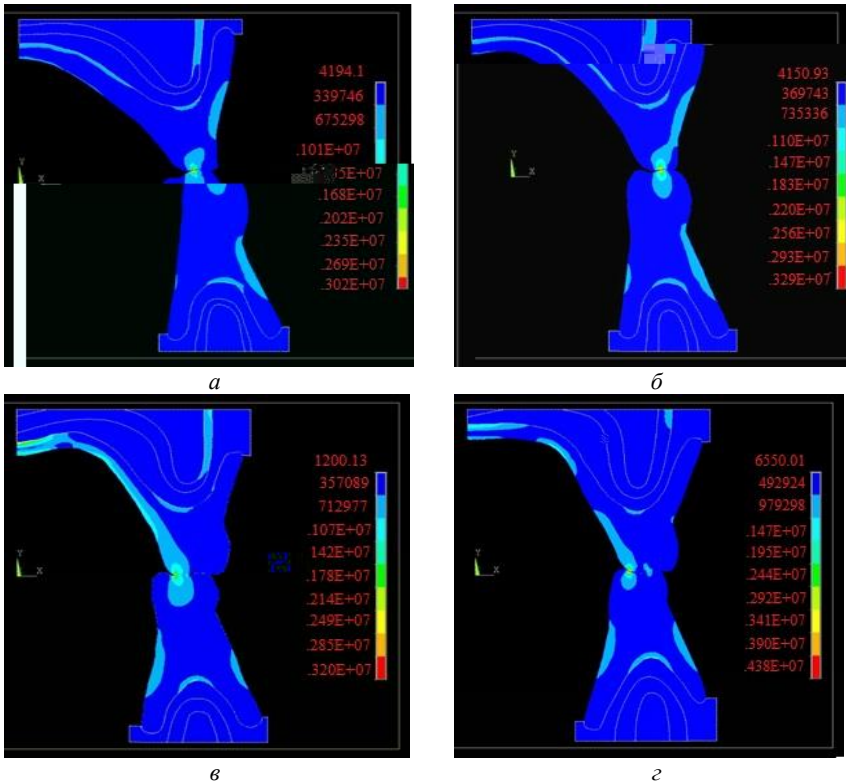 4194.1
339746
675298
.101E+07
.168E+07
.202E+07
.235E+07
.269E+07
.302E+07
Y
X
а
4150.93
369743
735336
.110E+07
.147E+07
.183E+07
.220E+07
.256E+07
.293E+07
.329E+07
Y
X
б
1200.13
357089
712977
.107E+07
142E+07
.178E+07
.214E+07
.249E+07
.285E+07
.320E+07
Y
X
в
6550.01
492924
979298
.147E+07
.195E+07
.244E+07
.292E+07
.341E+07
.390E+07
.438E+07
Y
X
г